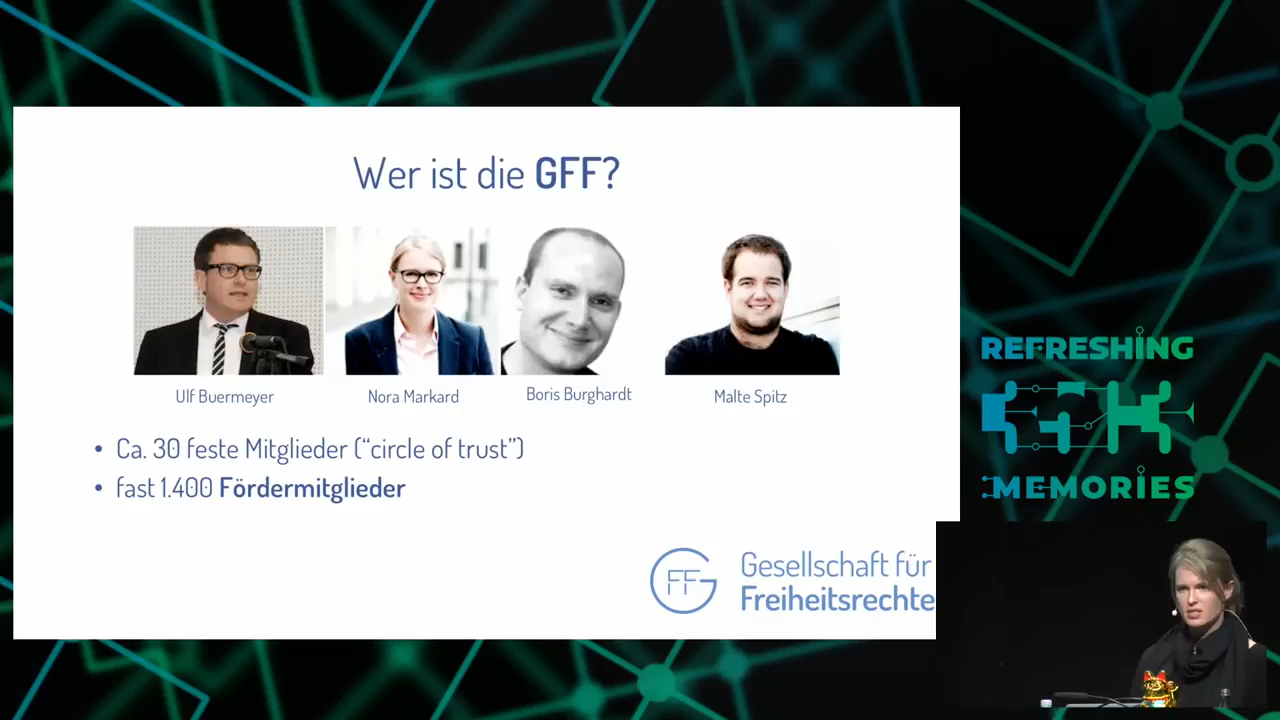 Wer ist die GFF?
Ulf Buermeyer
Nora Markard
Boris Burghardt
Malte Spitz
• Ca. 30 feste Mitglieder (“circle of trust”)
• fast 1.400 Fördermitglieder
GFF
Gesellschaft für
Freiheitsrechte
REFRESHING
MEMORIES